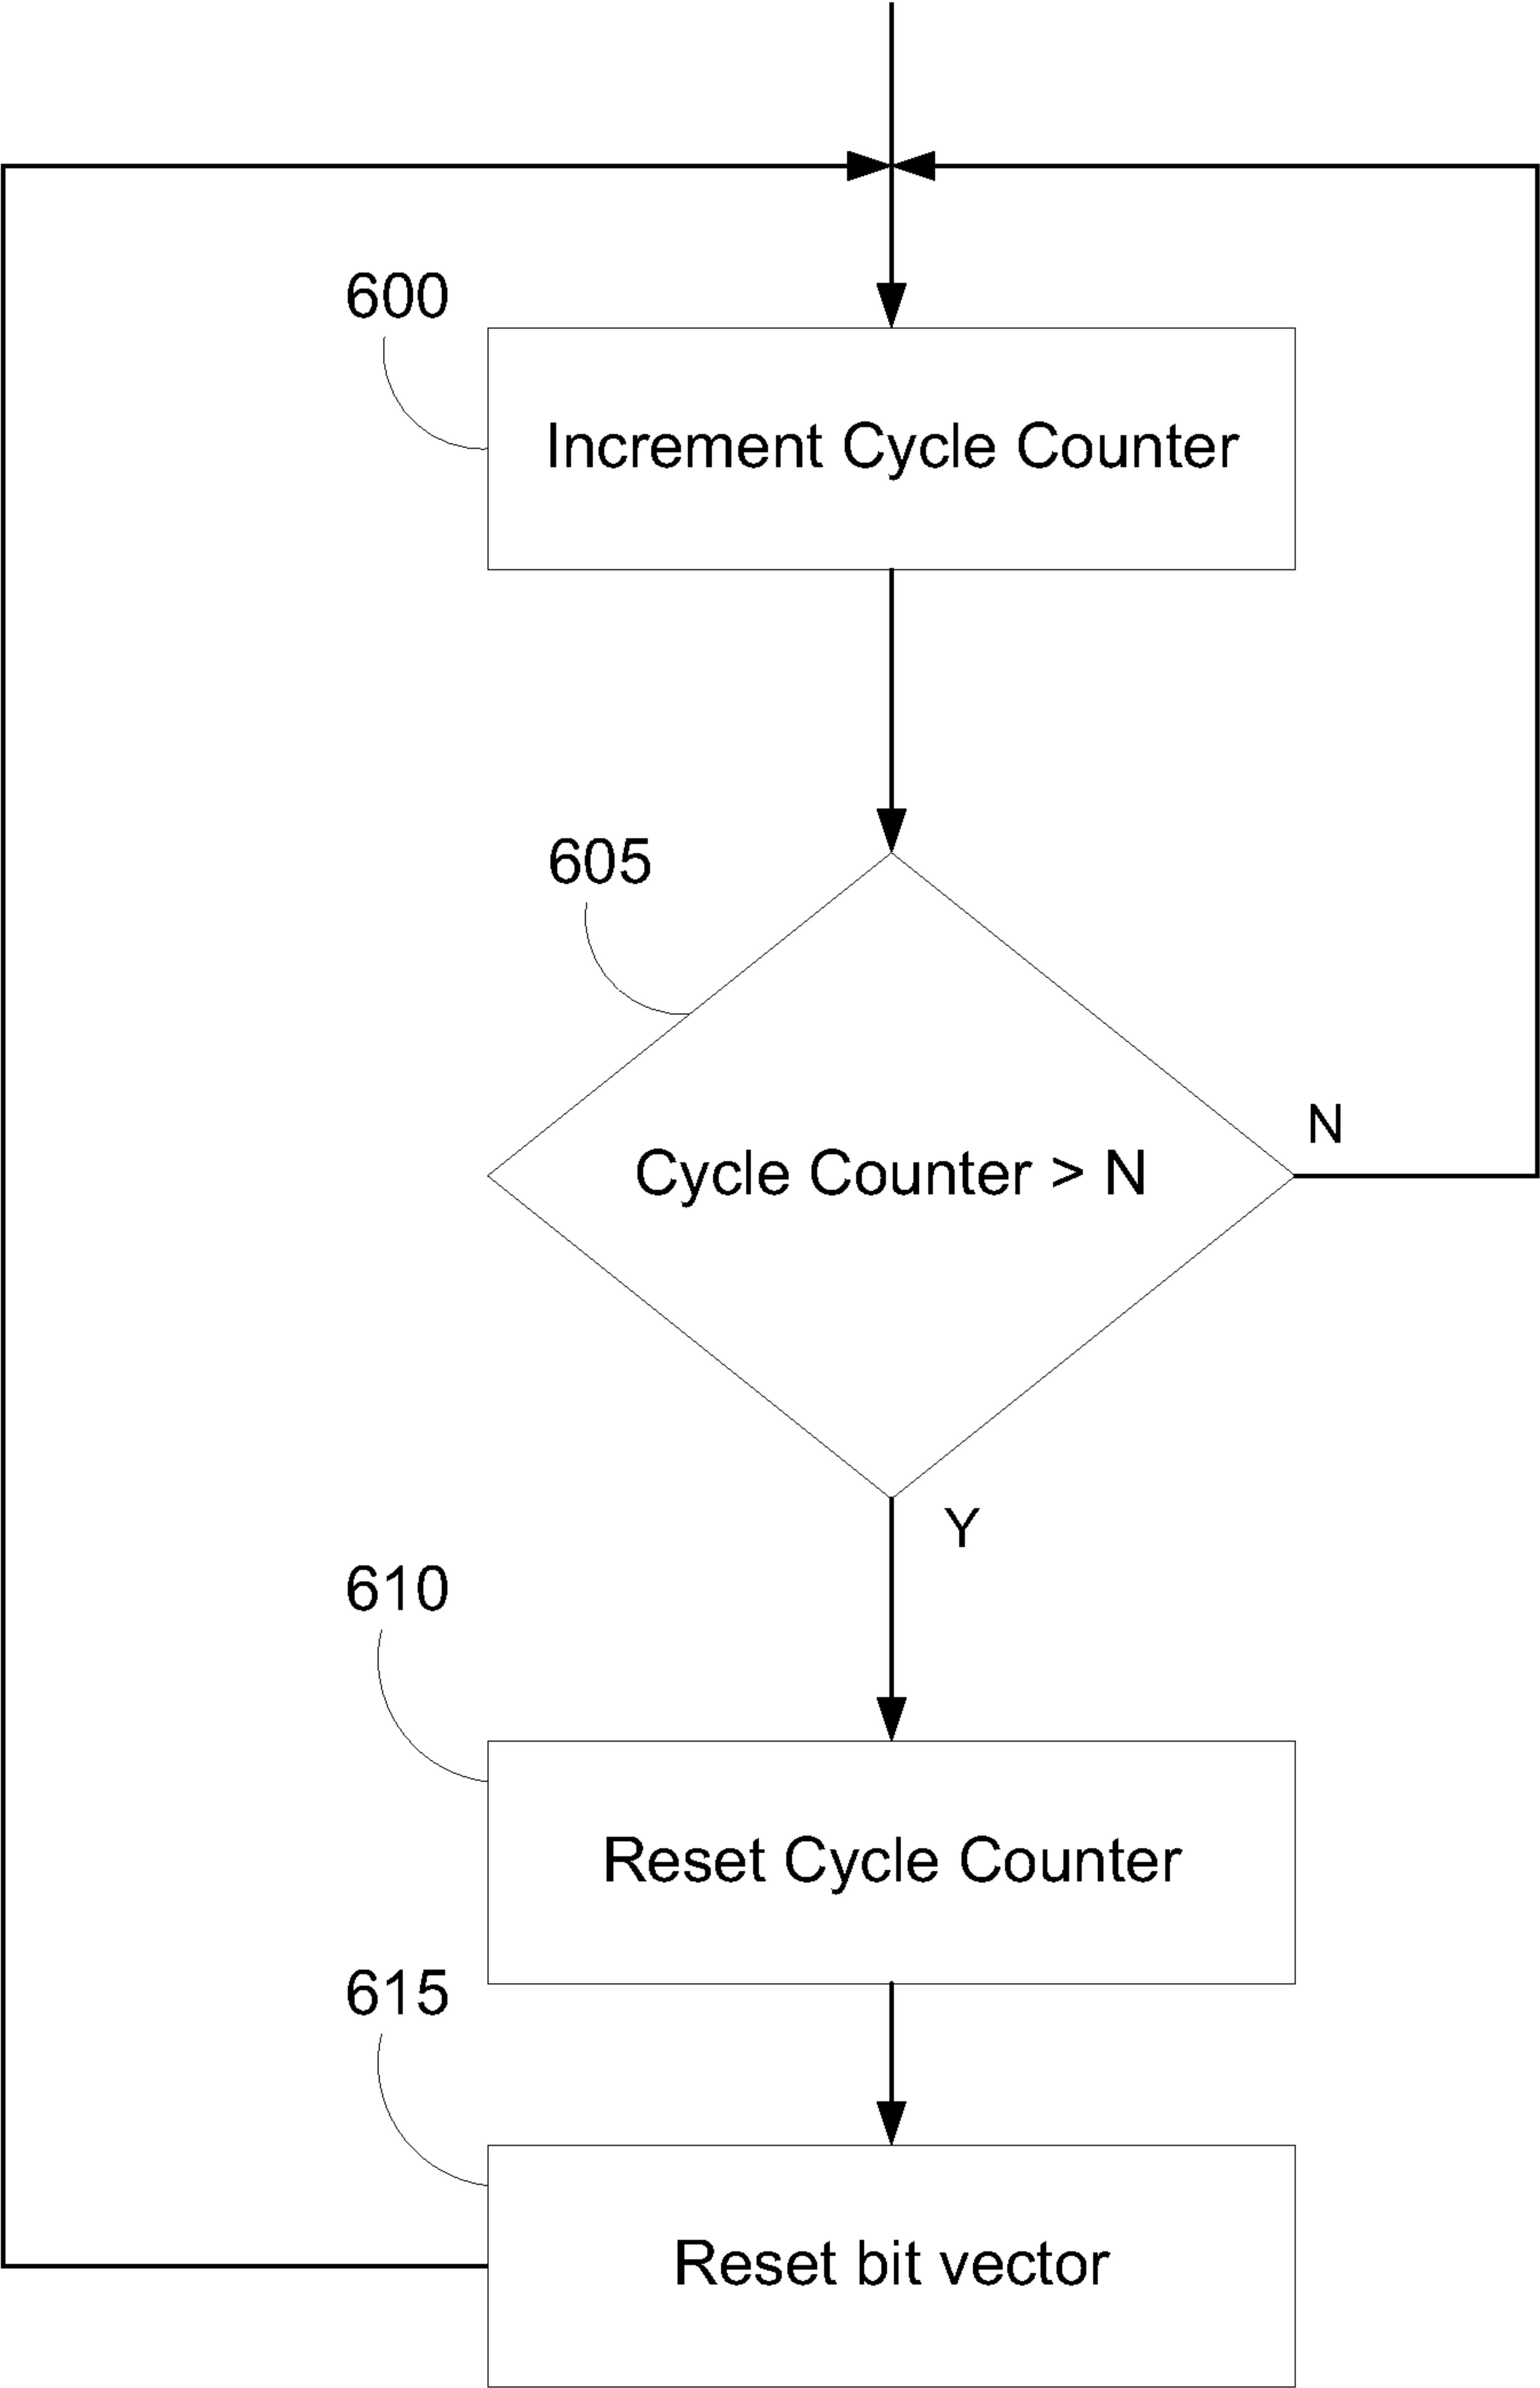 600
Increment Cycle Counter
605
Cycle Counter > N
N
Y
610
Reset Cycle Counter
615
Reset bit vector